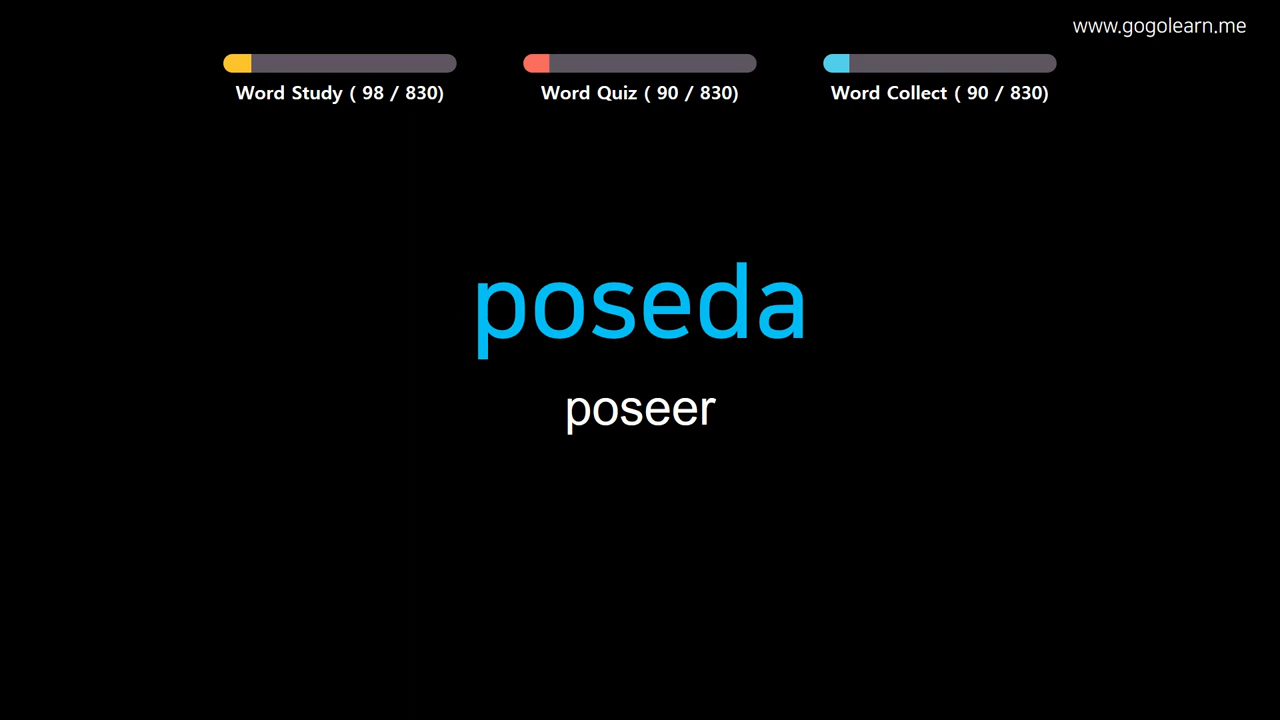 www.gogolearn.me
Word Study ( 98 / 830)
Word Quiz ( 90 / 830)
Word Collect ( 90 / 830)
poseda
poseer